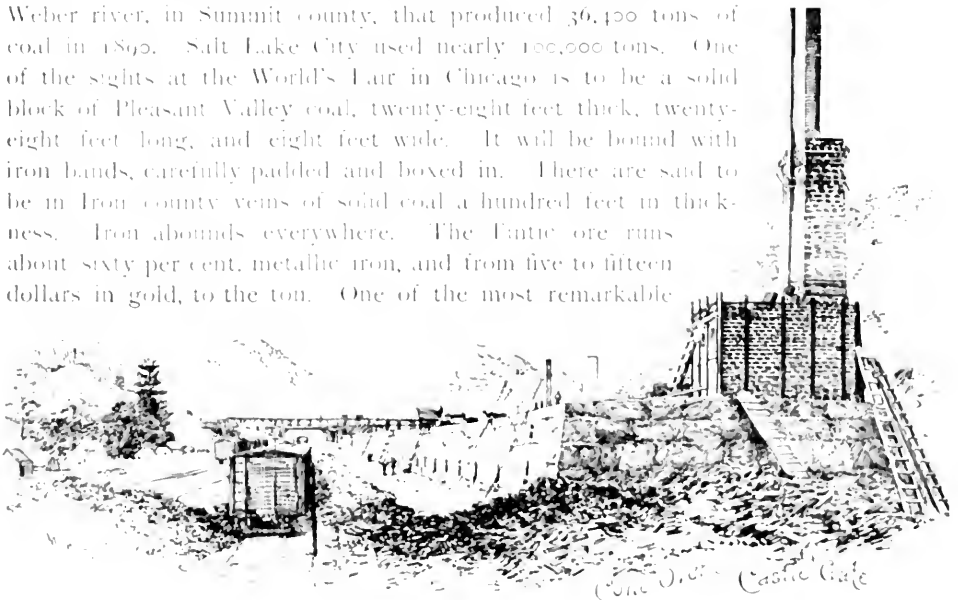 Weber river, in Summit county, that produced 36,400 tons of
coal in 1890. Salt Lake City used nearly 100,000 tons. One
of the sights at the World's Fair in Chicago is to be a solid
block of Pleasant Valley coal, twenty-eight feet thick, twenty-
eight feet long, and eight feet wide. It will be bound with
iron bands, carefully padded and boxed in. There are said to
be in Iron county veins of solid coal a hundred feet in thick-
ness. Iron abounds everywhere. The Tintic ore runs
about sixty per cent. metallic iron, and from five to fifteen
dollars in gold, to the ton. One of the most remarkable
Coke Ovens Castle Gate